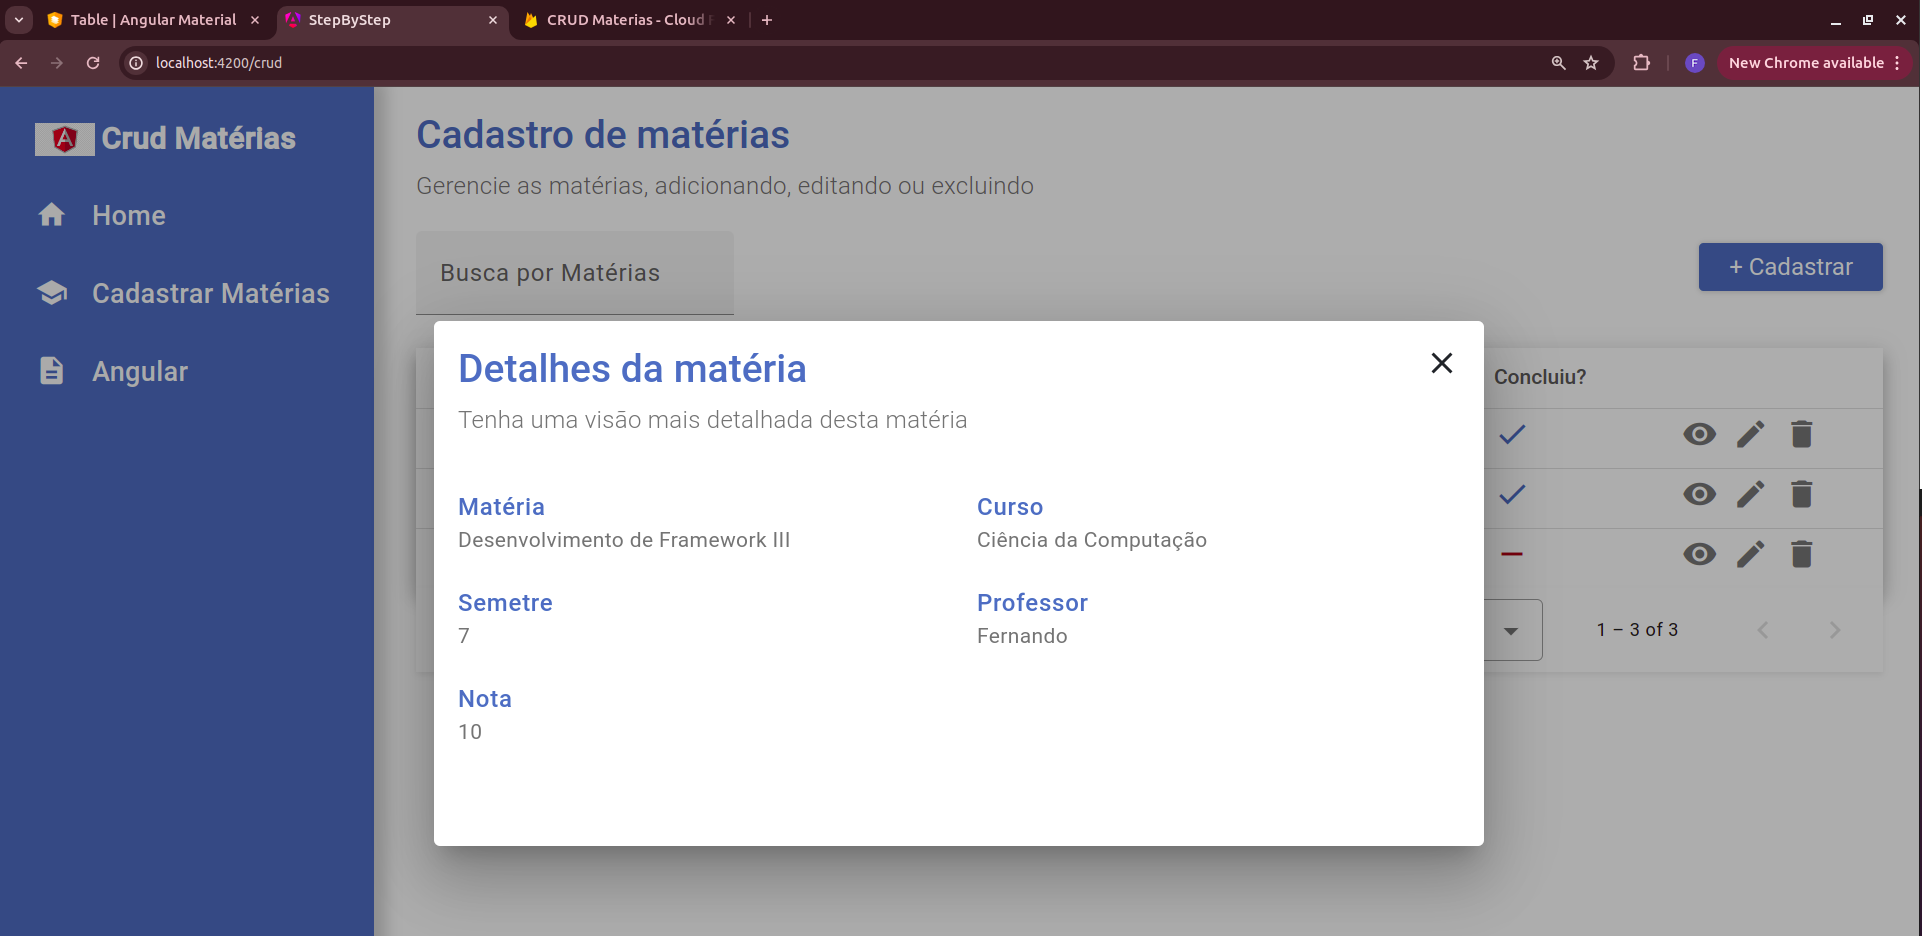 Table | Angular Material
StepByStep
CRUD Materias - Cloud F
localhost:4200/crud
F
New Chrome available
Crud Matérias
Home
Cadastrar Matérias
Angular
Cadastro de matérias
Gerencie as matérias, adicionando, editando ou excluindo
Busca por Matérias
+ Cadastrar
Concluiu?
Detalhes da matéria
Tenha uma visão mais detalhada desta matéria
Matéria
Desenvolvimento de Framework III
Curso
Ciência da Computação
Semetre
7
Professor
Fernando
Nota
10
1 – 3 of 3